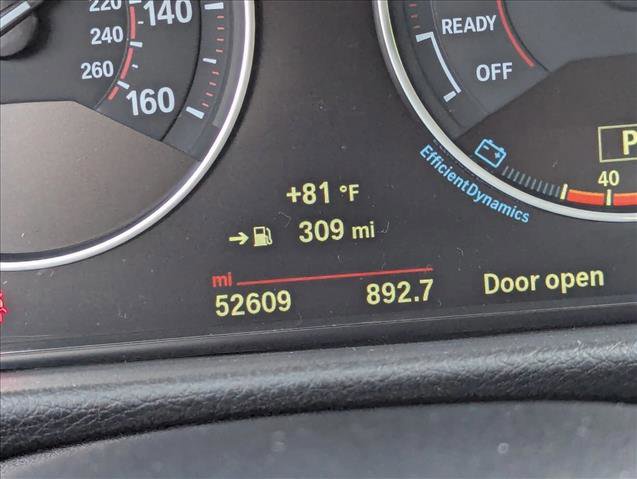 220
140
240
260
160
READY
OFF
EfficientDynamics
P
40
+81 °F
309 mi
mi
52609 892.7
Door open